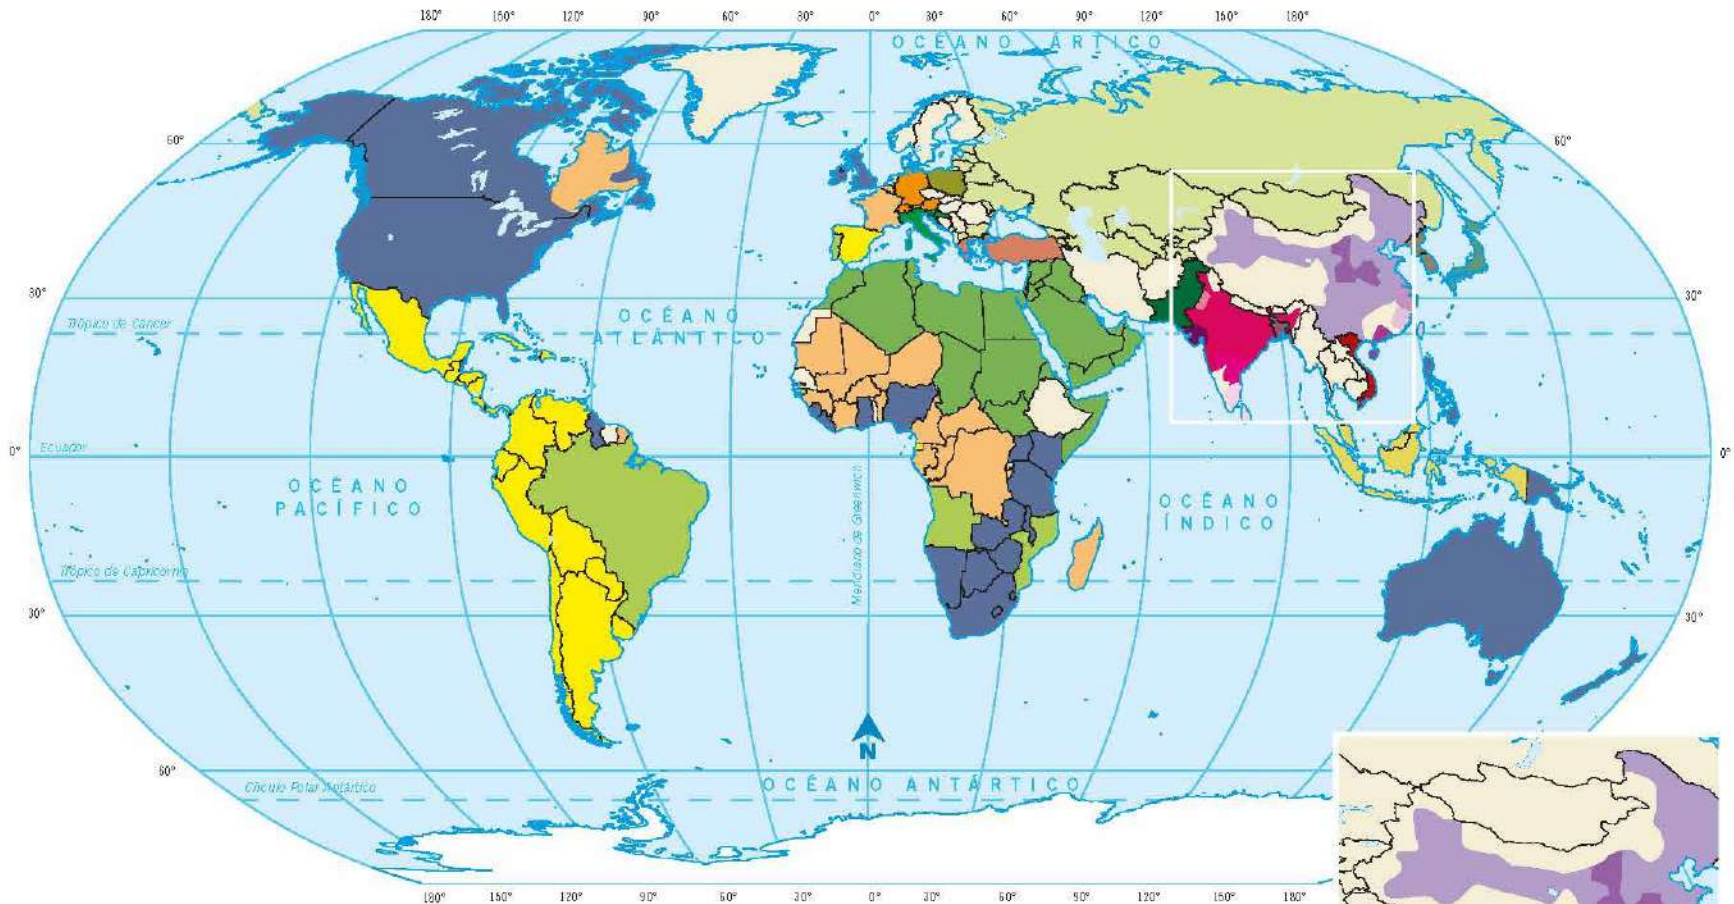 180° 150° 120° 90° 60° 30° 0° 30° 60° 90° 120° 150° 180°
OCÉANO ÁRTICO
60° 60°
30° 30°
Trópico de Cáncer
OCÉANO
ATLÁNTICO
0° Ecuador 0°
OCÉANO
PACÍFICO
Meridiano de Greenwich
OCÉANO
ÍNDICO
Trópico de Capricornio
30° 30°
N
60°
Círculo Polar Antártico
OCÉANO ANTÁRTICO
180° 150° 120° 90° 60° 30° 0° 30° 60° 90° 120° 150° 180°